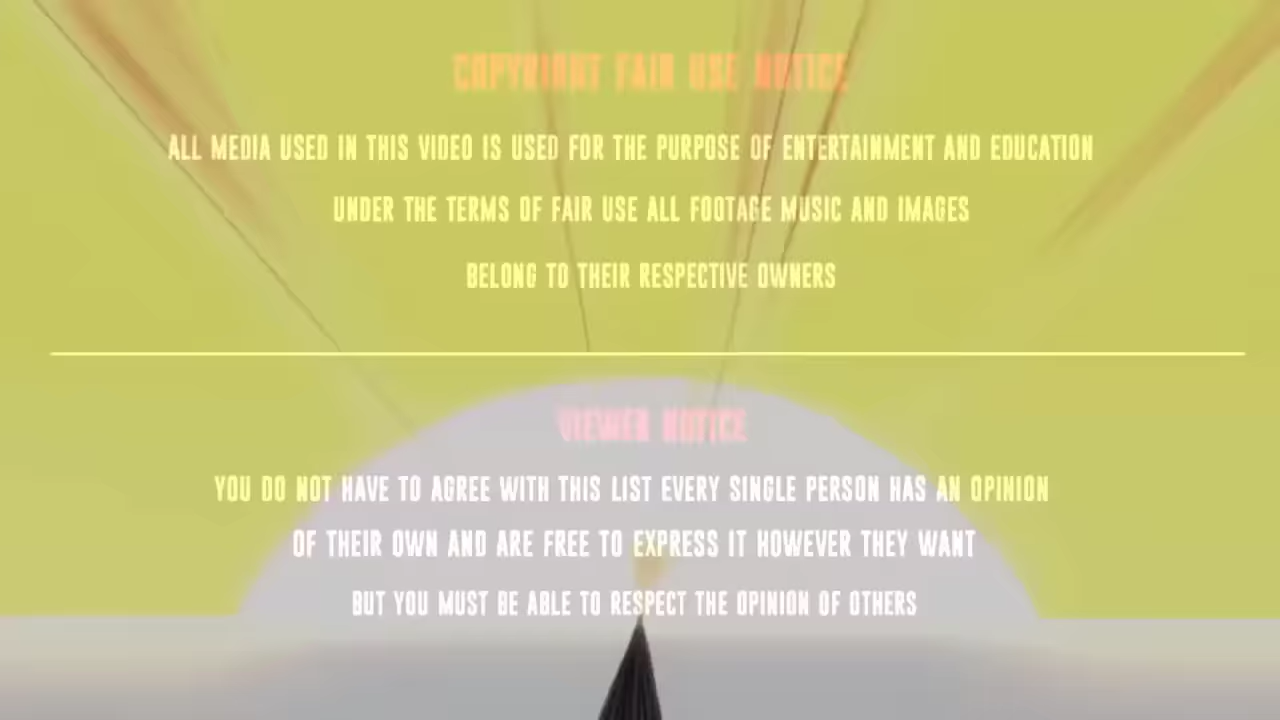 COPYRIGHT FAIR USE NOTICE
ALL MEDIA USED IN THIS VIDEO IS USED FOR THE PURPOSE OF ENTERTAINMENT AND EDUCATION
UNDER THE TERMS OF FAIR USE ALL FOOTAGE MUSIC AND IMAGES
BELONG TO THEIR RESPECTIVE OWNERS
VIEWER NOTICE
YOU DO NOT HAVE TO AGREE WITH THIS LIST EVERY SINGLE PERSON HAS AN OPINION
OF THEIR OWN AND ARE FREE TO EXPRESS IT HOWEVER THEY WANT
BUT YOU MUST BE ABLE TO RESPECT THE OPINION OF OTHERS